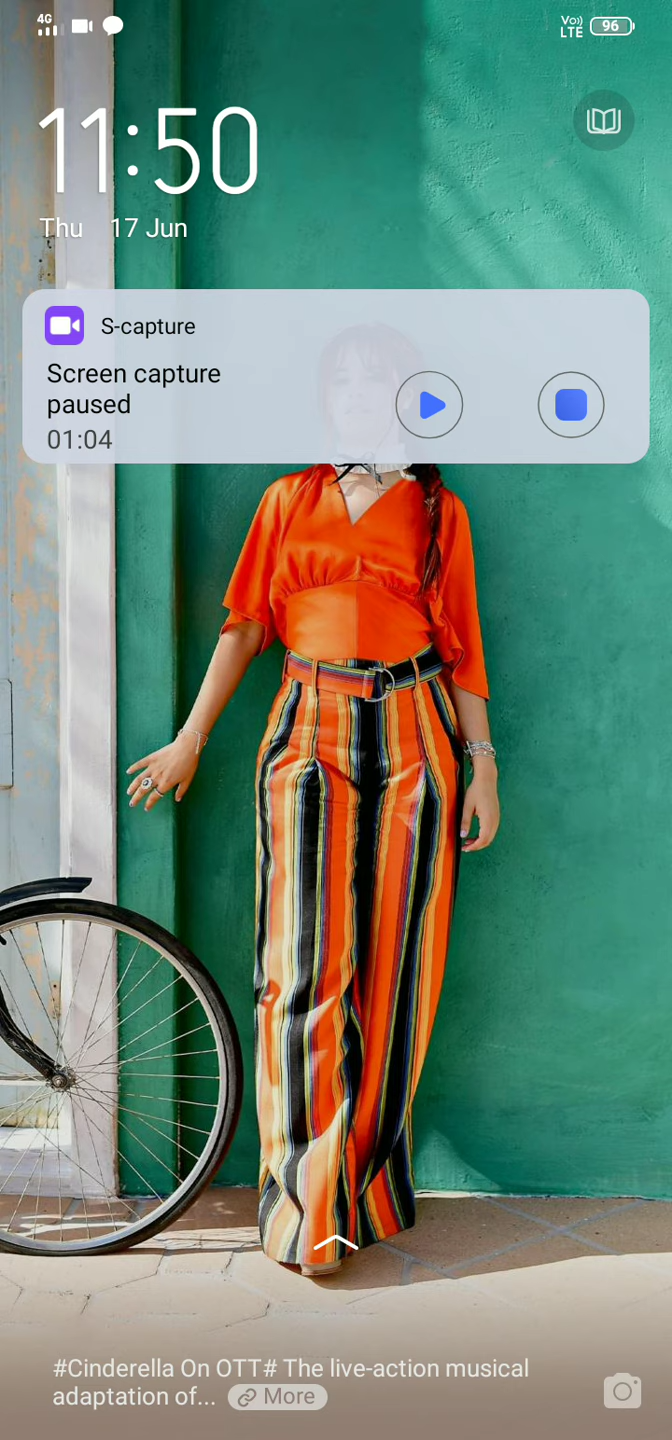 4G
Vo)) LTE
96
11:50
Thu 17 Jun
S-capture
Screen capture
paused
01:04
#Cinderella On OTT# The live-action musical
adaptation of... More